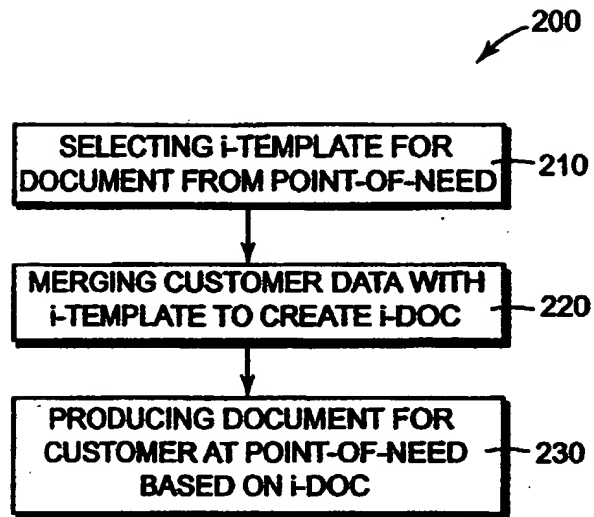 200
SELECTING i-TEMPLATE FOR
DOCUMENT FROM POINT-OF-NEED
210
MERGING CUSTOMER DATA WITH
i-TEMPLATE TO CREATE i-DOC
220
PRODUCING DOCUMENT FOR
CUSTOMER AT POINT-OF-NEED
BASED ON i-DOC
230